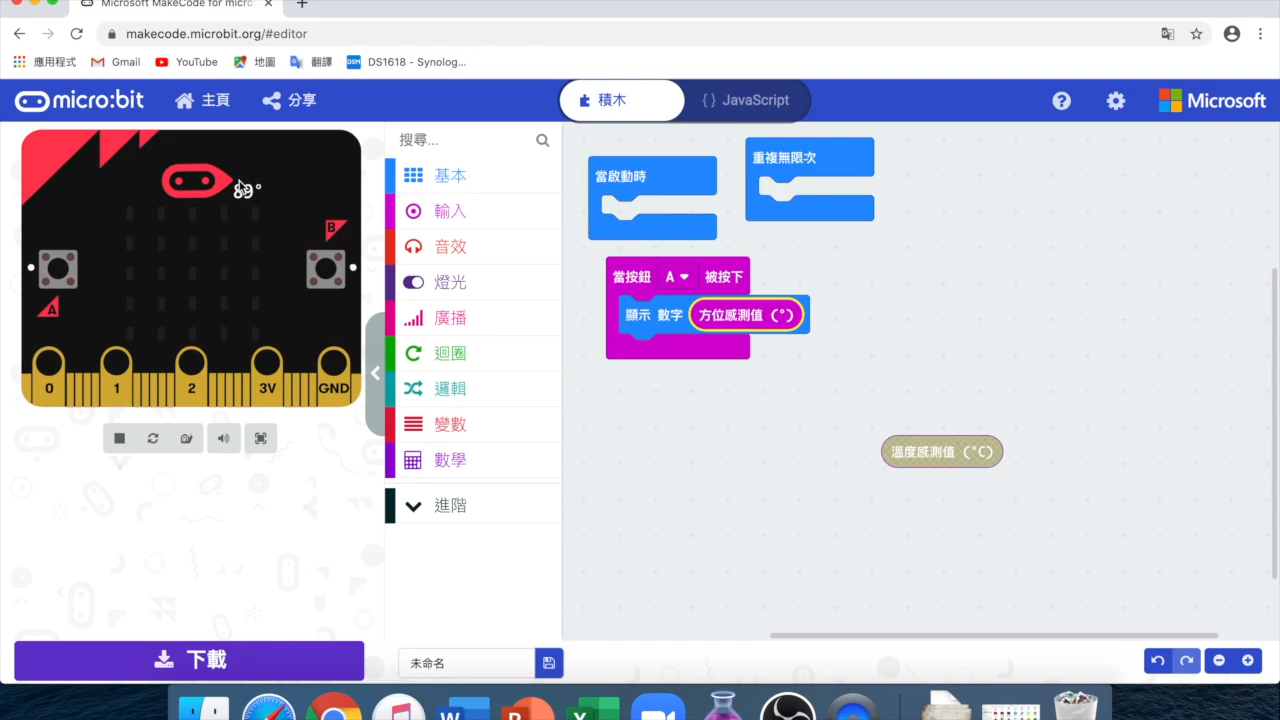 Microsoft MakeCode for micro:
makecode.microbit.org/#editor
應用程式 Gmail YouTube 地圖 翻譯 DSM DS1618 - Synolog...
micro:bit 主頁 分享 積木 {} JavaScript ? Microsoft
89°
B
A
0 1 2 3V GND
搜尋...
基本
輸入
音效
燈光
廣播
迴圈
邏輯
變數
數學
進階
當啟動時
重複無限次
當按鈕 A 被按下
顯示 數字 方位感測值 (°)
溫度感測值 (°C)
下載
未命名
W P X